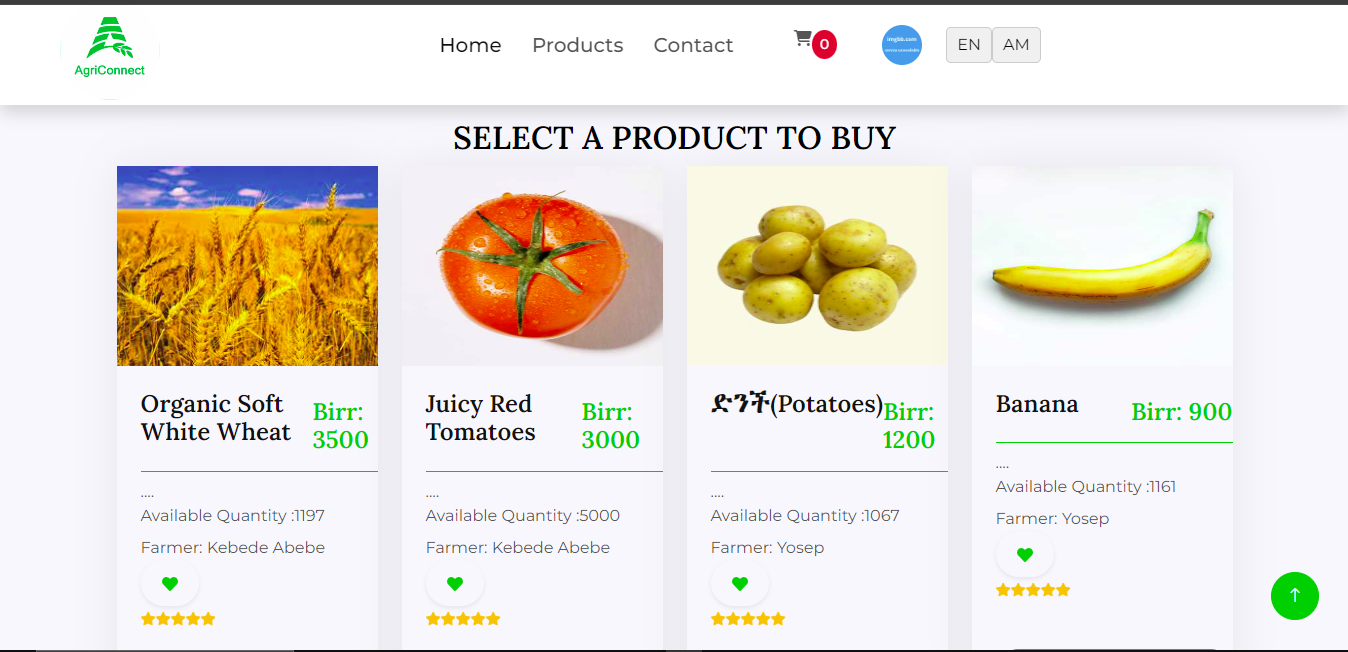 AgriConnect
Home Products Contact 0 EN AM
SELECT A PRODUCT TO BUY
Organic Soft
White Wheat
Birr:
3500
....
Available Quantity :1197
Farmer: Kebede Abebe
Juicy Red
Tomatoes
Birr:
3000
....
Available Quantity :5000
Farmer: Kebede Abebe
ድንች(Potatoes)
Birr:
1200
....
Available Quantity :1067
Farmer: Yosep
Banana
Birr: 900
....
Available Quantity :1161
Farmer: Yosep